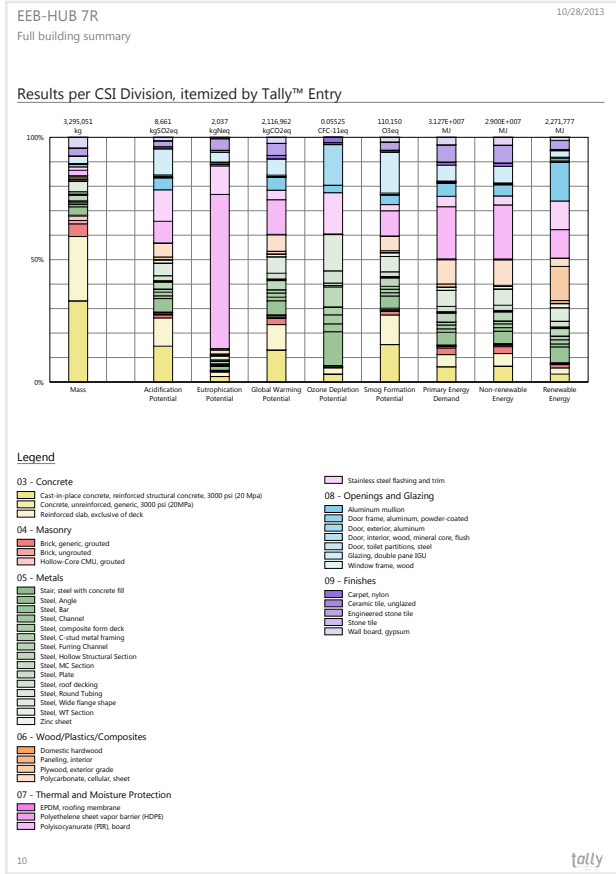 EEB-HUB 7R
10/28/2013
Full building summary
Results per CSI Division, itemized by Tally™ Entry
3,295,051 8,661 2,037 2,116,962 0.05525 110,150 3.127E+007 2.900E+007 2,271,777
kg kgSO2eq kgNeq kgCO2eq CFC-11eq O3eq MJ MJ MJ
100%
50%
0%
Mass Acidification Eutrophication Global Warming Ozone Depletion Smog Formation Primary Energy Non-renewable Renewable
Potential Potential Potential Potential Potential Demand Energy Energy
Legend
03 - Concrete
Cast-in-place concrete, reinforced structural concrete, 3000 psi (20 Mpa)
Concrete, unreinforced, generic, 3000 psi (20MPa)
Reinforced slab, exclusive of deck
04 - Masonry
Brick, generic, grouted
Brick, ungrouted
Hollow-Core CMU, grouted
05 - Metals
Stair, steel with concrete fill
Steel, Angle
Steel, Bar
Steel, Channel
Steel, composite form deck
Steel, C-stud metal framing
Steel, Furring Channel
Steel, Hollow Structural Section
Steel, MC Section
Steel, Plate
Steel, roof decking
Steel, Round Tubing
Steel, Wide flange shape
Steel, WT Section
Zinc sheet
06 - Wood/Plastics/Composites
Domestic hardwood
Paneling, interior
Plywood, exterior grade
Polycarbonate, cellular, sheet
07 - Thermal and Moisture Protection
EPDM, roofing membrane
Polyethelene sheet vapor barrier (HDPE)
Polyisocyanurate (PIR), board
Stainless steel flashing and trim
08 - Openings and Glazing
Aluminum mullion
Door frame, aluminum, powder-coated
Door, exterior, aluminum
Door, interior, wood, mineral core, flush
Door, toilet partitions, steel
Glazing, double pane IGU
Window frame, wood
09 - Finishes
Carpet, nylon
Ceramic tile, unglazed
Engineered stone tile
Stone tile
Wall board, gypsum
10
tally